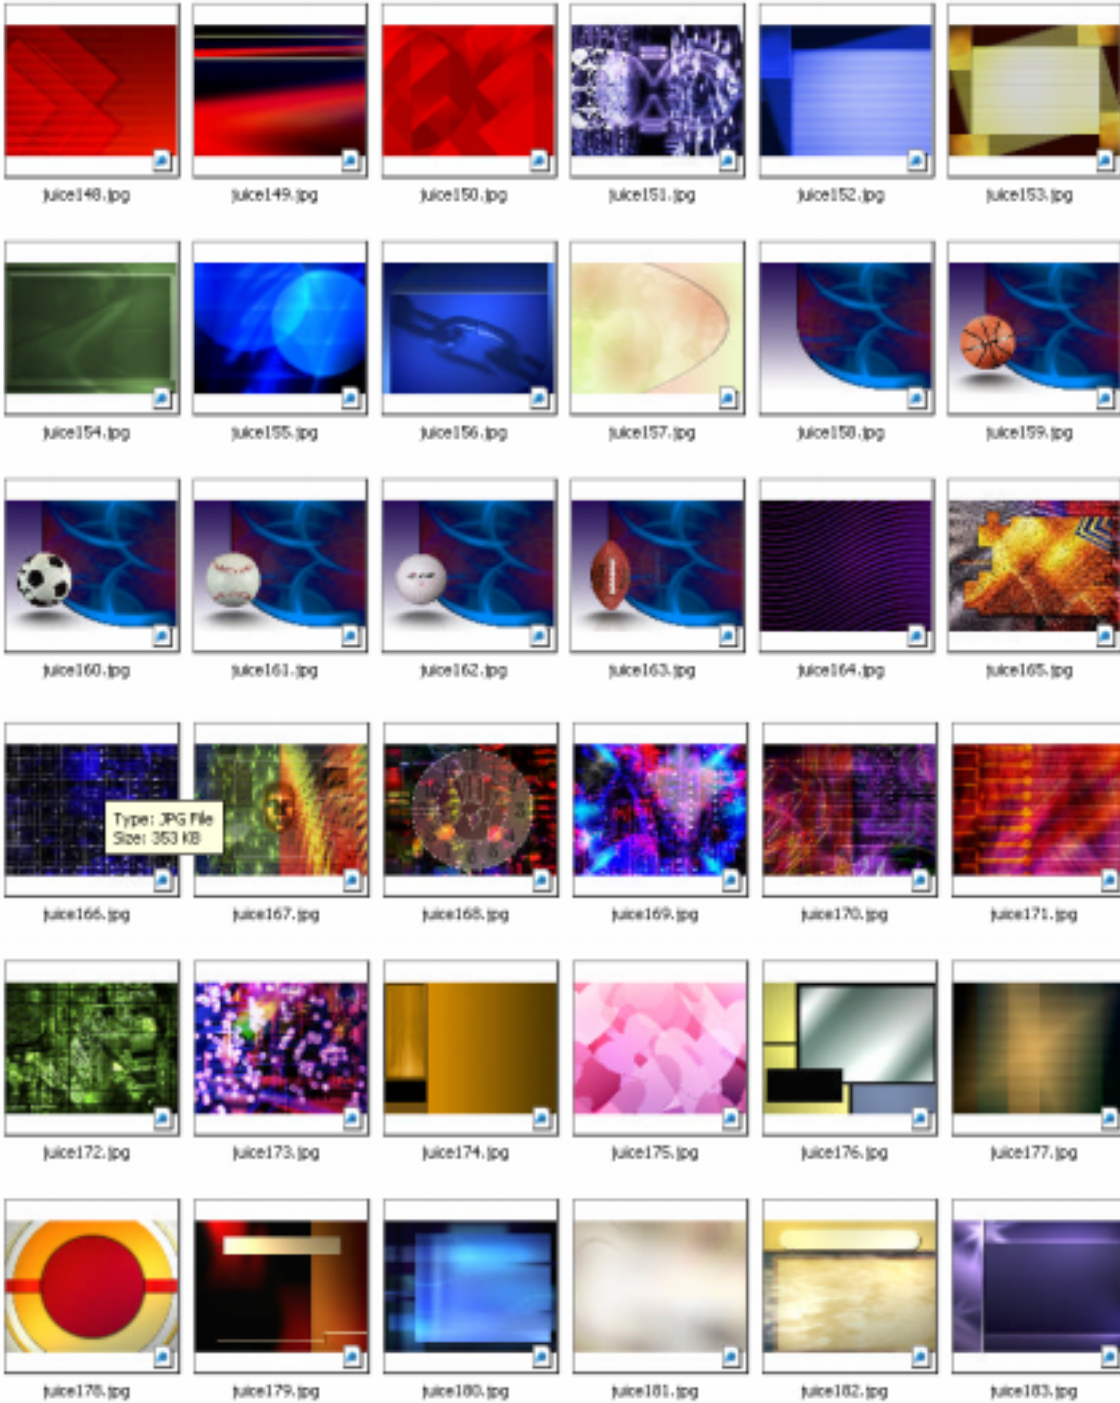 juice148.jpg juice149.jpg juice150.jpg juice151.jpg juice152.jpg juice153.jpg
juice154.jpg juice155.jpg juice156.jpg juice157.jpg juice158.jpg juice159.jpg
juice160.jpg juice161.jpg juice162.jpg juice163.jpg juice164.jpg juice165.jpg
Type: JPG File
Size: 353 KB
juice166.jpg juice167.jpg juice168.jpg juice169.jpg juice170.jpg juice171.jpg
juice172.jpg juice173.jpg juice174.jpg juice175.jpg juice176.jpg juice177.jpg
juice178.jpg juice179.jpg juice180.jpg juice181.jpg juice182.jpg juice183.jpg